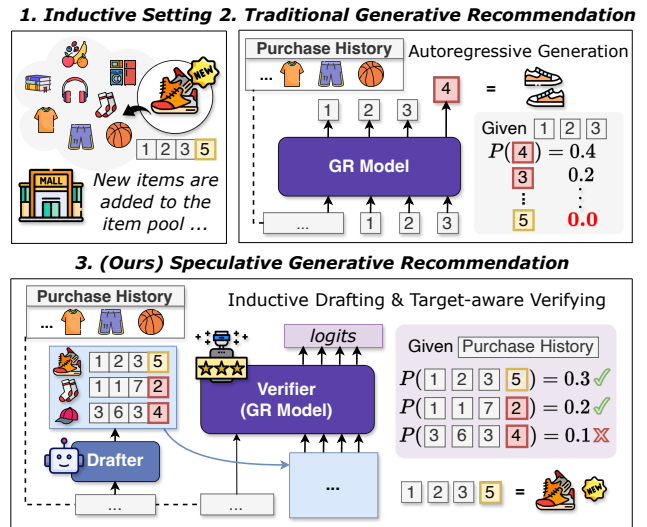 1. Inductive Setting
NEW
1 2 3 5
MALL
New items are
added to the
item pool ...
2. Traditional Generative Recommendation
Purchase History
...
Autoregressive Generation
4 =
1 2 3
GR Model
... 1 2 3
Given 1 2 3
P(4) = 0.4
3 0.2
⋮ ⋮
5 0.0
3. (Ours) Speculative Generative Recommendation
Purchase History
...
Inductive Drafting & Target-aware Verifying
1 2 3 5
1 1 7 2
3 6 3 4
Drafter
...
logits
Verifier
(GR Model)
...
...
Given Purchase History
P(1 2 3 5) = 0.3 ✓
P(1 1 7 2) = 0.2 ✓
P(3 6 3 4) = 0.1 X
1 2 3 5 = NEW